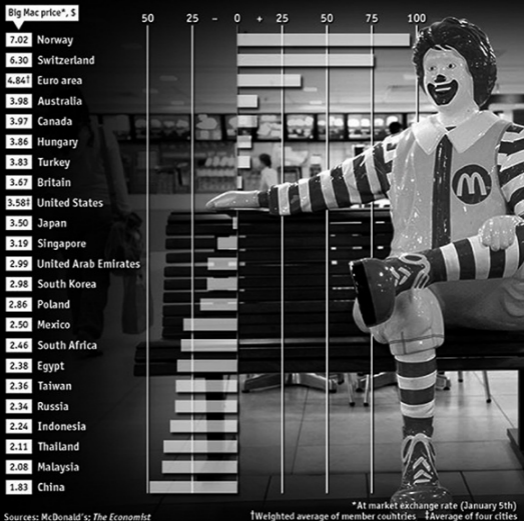 Big Mac price*, $
50 25 – 0 + 25 50 75 100
7.02 Norway
6.30 Switzerland
4.84† Euro area
3.98 Australia
3.97 Canada
3.86 Hungary
3.83 Turkey
3.67 Britain
3.58‡ United States
3.50 Japan
3.19 Singapore
2.99 United Arab Emirates
2.98 South Korea
2.86 Poland
2.50 Mexico
2.46 South Africa
2.38 Egypt
2.36 Taiwan
2.34 Russia
2.24 Indonesia
2.11 Thailand
2.08 Malaysia
1.83 China
*At market exchange rate (January 5th)
Sources: McDonald's; The Economist †Weighted average of member countries ‡Average of four cities